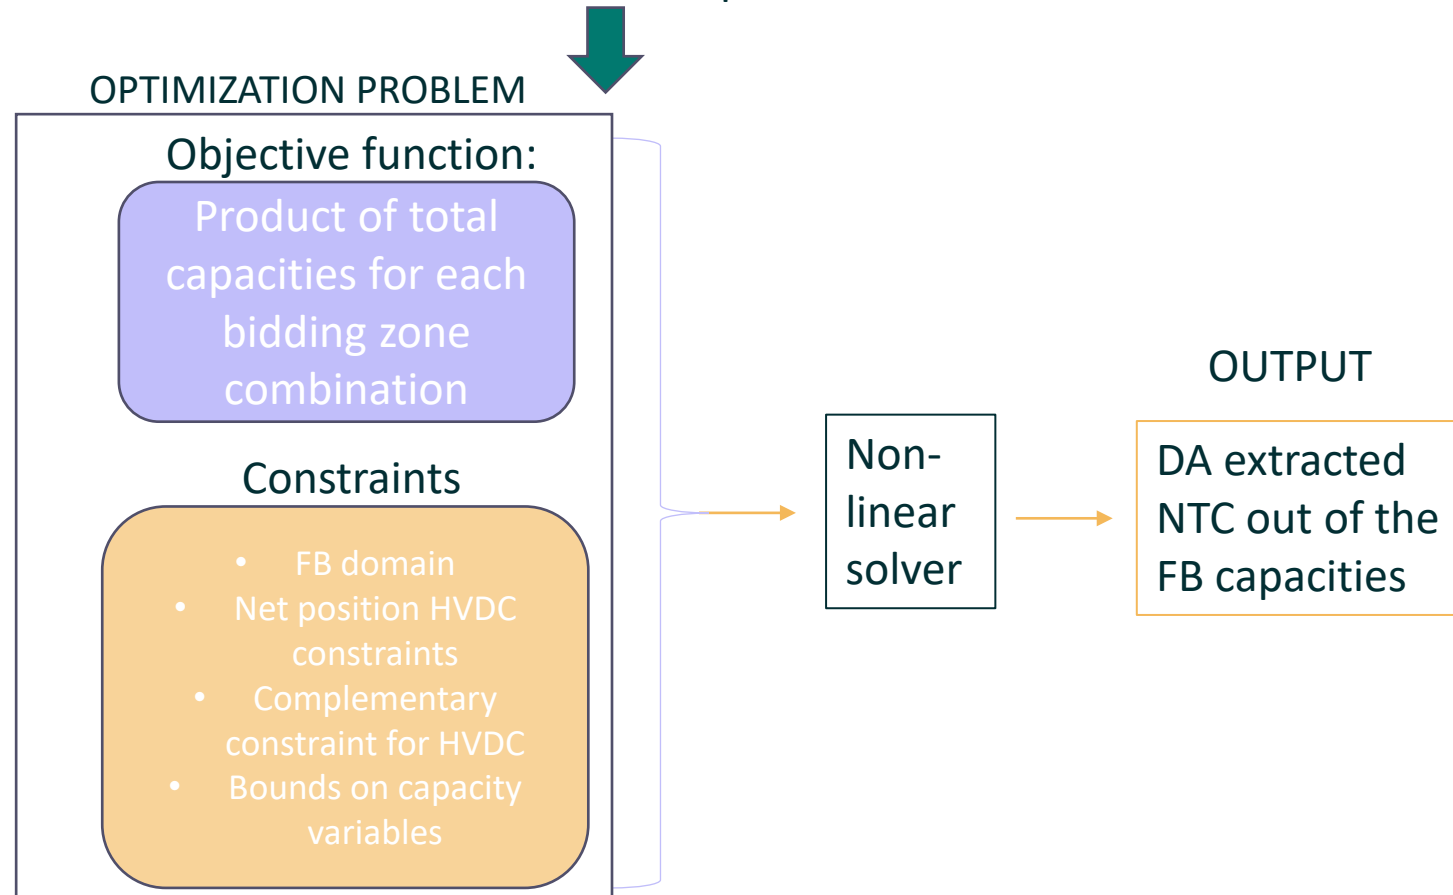 OPTIMIZATION PROBLEM
Objective function:
Product of total
capacities for each
bidding zone
combination
Constraints
• FB domain
• Net position HVDC
constraints
• Complementary
constraint for HVDC
• Bounds on capacity
variables
Non-
linear
solver
OUTPUT
DA extracted
NTC out of the
FB capacities